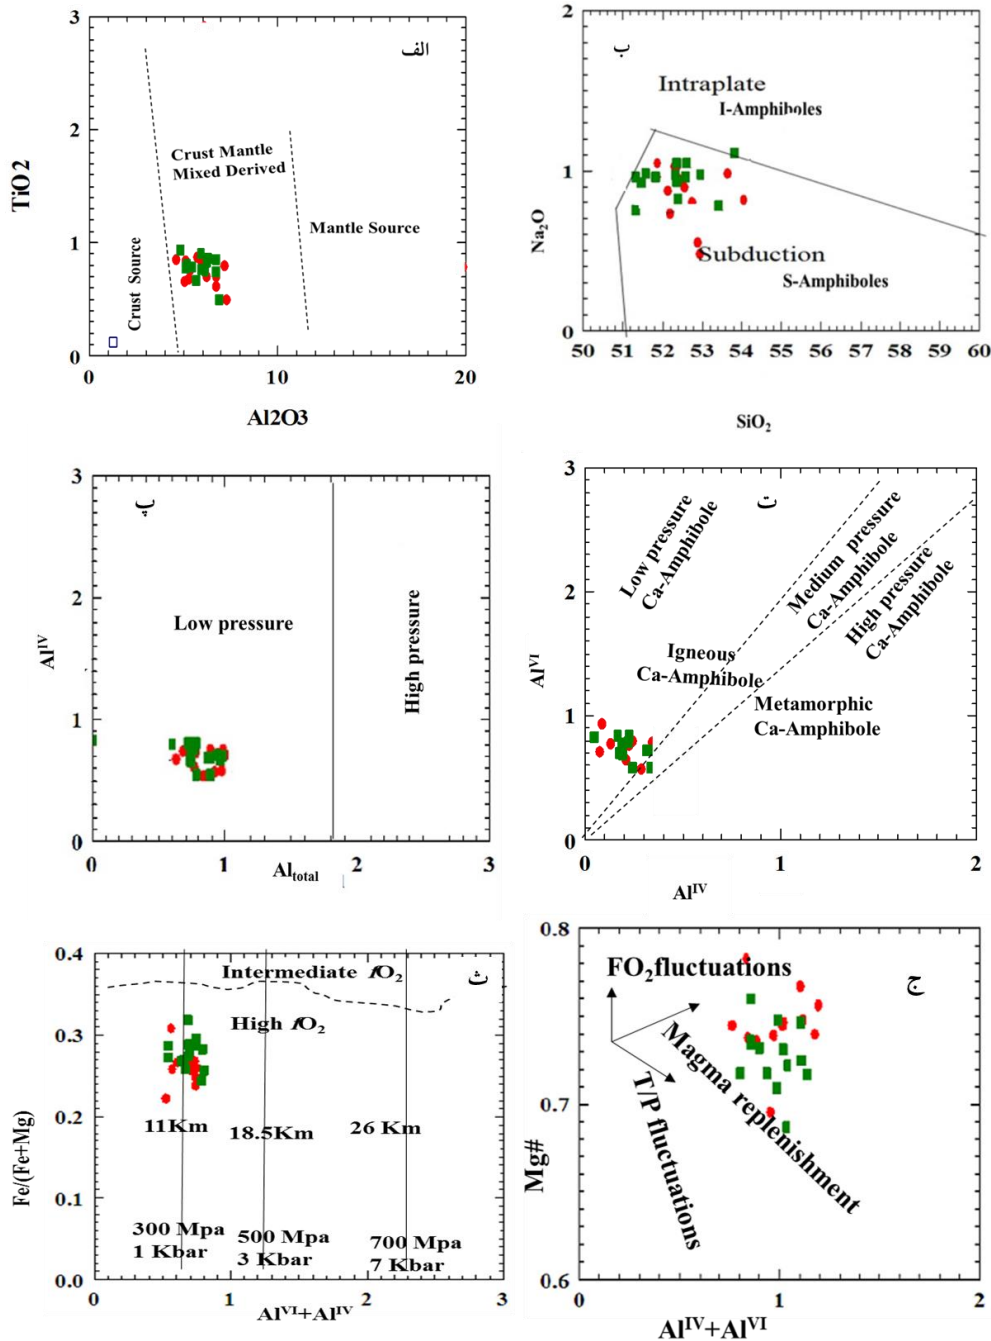 الف
3
2
1
0
TiO2
Crust Mantle
Mixed Derived
Mantle Source
Crust Source
0
10
20
Al2O3
ب
2
1
0
Na₂O
Intraplate
I-Amphiboles
Subduction
S-Amphiboles
50 51 52 53 54 55 56 57 58 59 60
SiO₂
پ
3
2
1
0
Alᴵⱽ
Low pressure
High pressure
0
1
2
3
Al total
ت
3
2
1
0
Alⱽᴵ
Low pressure
Ca-Amphibole
Medium pressure
Ca-Amphibole
High pressure
Ca-Amphibole
Igneous
Ca-Amphibole
Metamorphic
Ca-Amphibole
0
1
2
Alᴵⱽ
ث
0.4
0.3
0.2
0.1
0.0
Fe/(Fe+Mg)
Intermediate fO₂
High fO₂
11Km
18.5Km
26 Km
300 Mpa
1 Kbar
500 Mpa
3 Kbar
700 Mpa
7 Kbar
0
1
2
3
Alⱽᴵ+Alᴵⱽ
ج
0.8
0.7
0.6
Mg#
FO₂fluctuations
Magma replenishment
T/P fluctuations
0
1
2
Alᴵⱽ+Alⱽᴵ